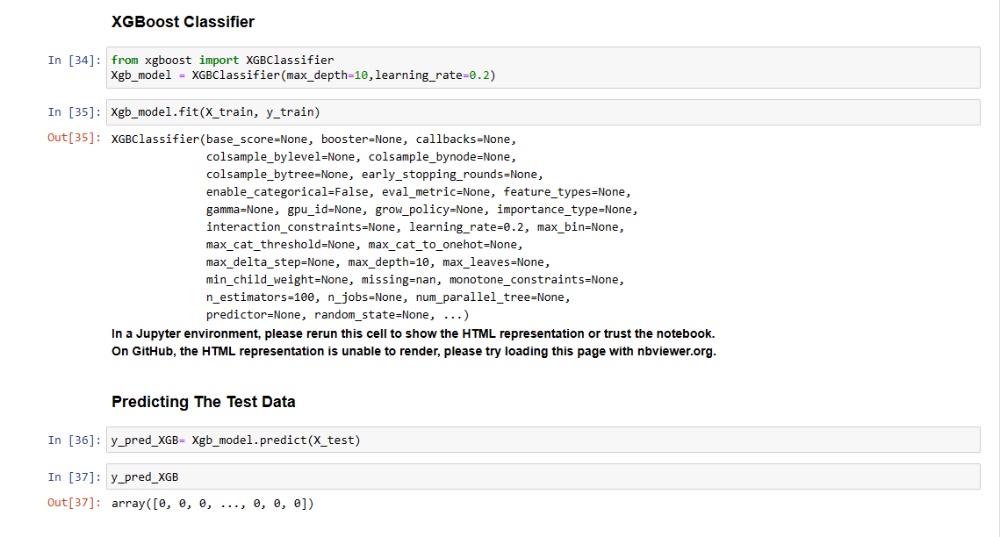 XGBoost Classifier
In [34]: from xgboost import XGBClassifier
Xgb_model = XGBClassifier(max_depth=10,learning_rate=0.2)
In [35]: Xgb_model.fit(X_train, y_train)
Out[35]: XGBClassifier(base_score=None, booster=None, callbacks=None,
colsample_bylevel=None, colsample_bynode=None,
colsample_bytree=None, early_stopping_rounds=None,
enable_categorical=False, eval_metric=None, feature_types=None,
gamma=None, gpu_id=None, grow_policy=None, importance_type=None,
interaction_constraints=None, learning_rate=0.2, max_bin=None,
max_cat_threshold=None, max_cat_to_onehot=None,
max_delta_step=None, max_depth=10, max_leaves=None,
min_child_weight=None, missing=nan, monotone_constraints=None,
n_estimators=100, n_jobs=None, num_parallel_tree=None,
predictor=None, random_state=None, ...)
In a Jupyter environment, please rerun this cell to show the HTML representation or trust the notebook.
On GitHub, the HTML representation is unable to render, please try loading this page with nbviewer.org.
Predicting The Test Data
In [36]: y_pred_XGB= Xgb_model.predict(X_test)
In [37]: y_pred_XGB
Out[37]: array([0, 0, 0, ..., 0, 0, 0])